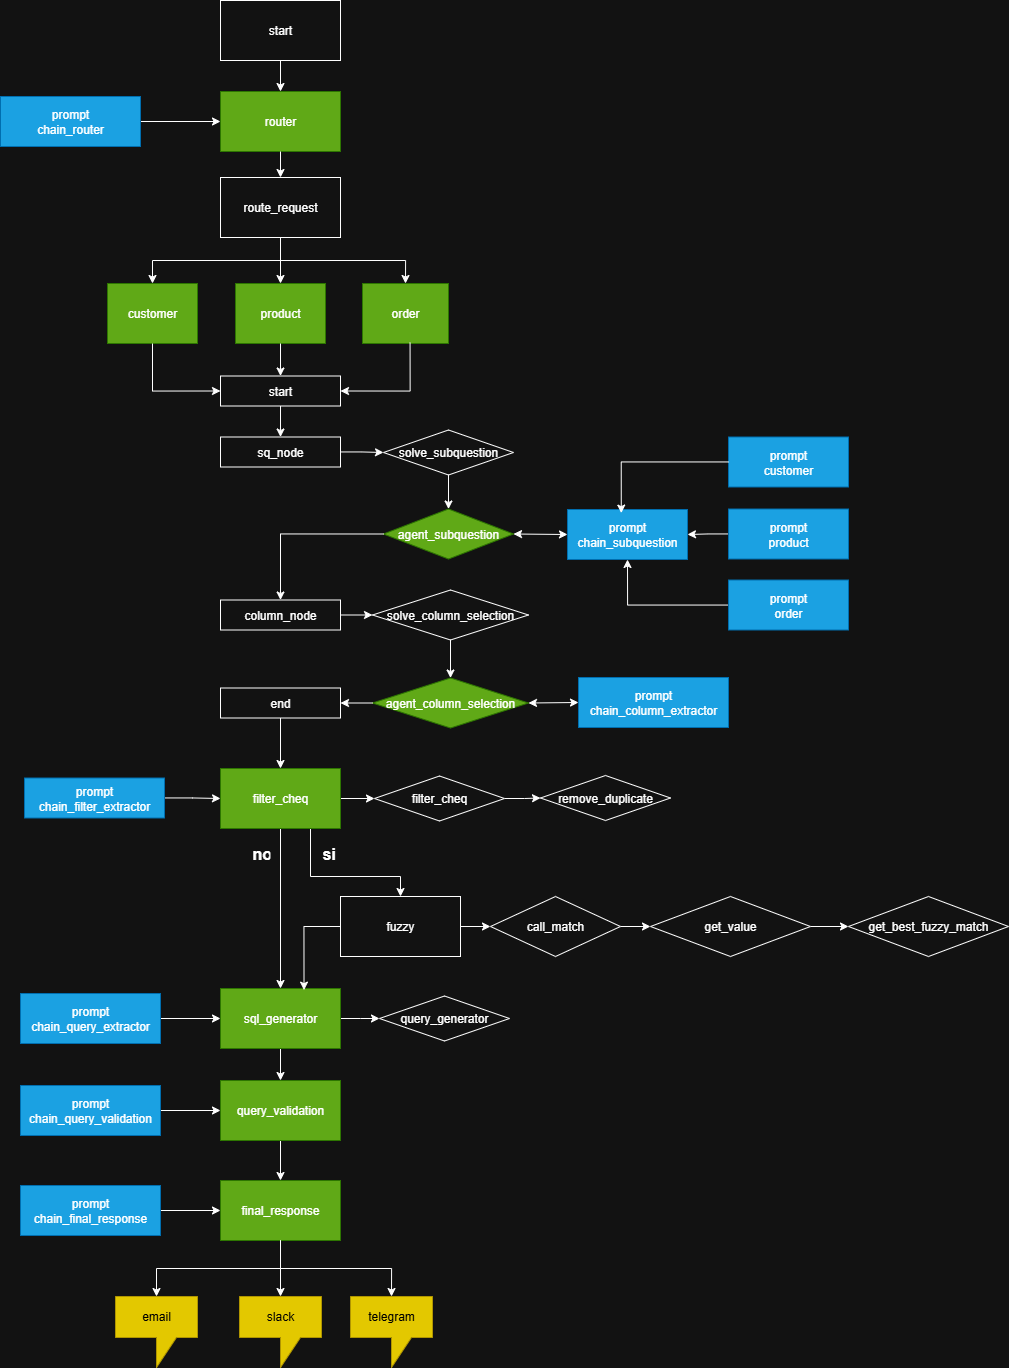 start
prompt
chain_router
router
route_request
customer
product
order
start
sq_node
solve_subquestion
prompt
customer
agent_subquestion
prompt
chain_subquestion
prompt
product
prompt
order
column_node
solve_column_selection
end
agent_column_selection
prompt
chain_column_extractor
prompt
chain_filter_extractor
filter_cheq
filter_cheq
remove_duplicate
no
si
fuzzy
call_match
get_value
get_best_fuzzy_match
prompt
chain_query_extractor
sql_generator
query_generator
prompt
chain_query_validation
query_validation
prompt
chain_final_response
final_response
email
slack
telegram